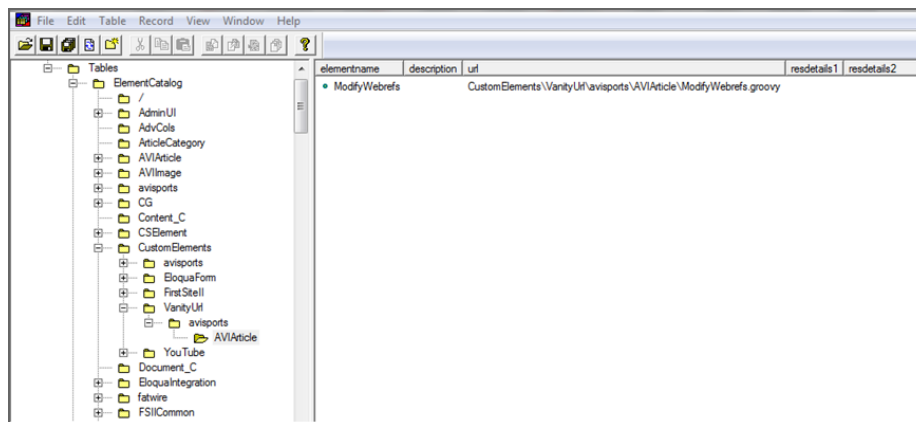 File Edit Table Record View Window Help
Tables
ElementCatalog
/
AdminUI
AdvCols
ArticleCategory
AVIArticle
AVIImage
avisports
CG
Content_C
CSElement
CustomElements
avisports
EloquaForm
FirstSiteII
VanityUrl
avisports
AVIArticle
YouTube
Document_C
EloquaIntegration
fatwire
FSIICommon
elementname description url resdetails1 resdetails2
ModifyWebrefs CustomElements\VanityUrl\avisports\AVIArticle\ModifyWebrefs.groovy